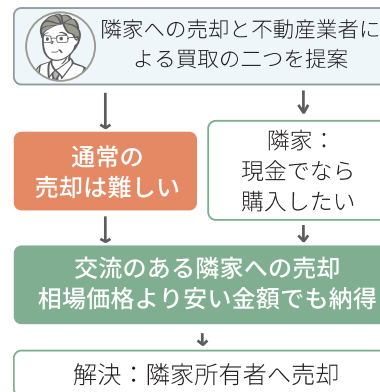 隣家への売却と不動産業者に
よる買取の二つを提案
通常の
売却は難しい
隣家：
現金でなら
購入したい
交流のある隣家への売却
相場価格より安い金額でも納得
解決：隣家所有者へ売却